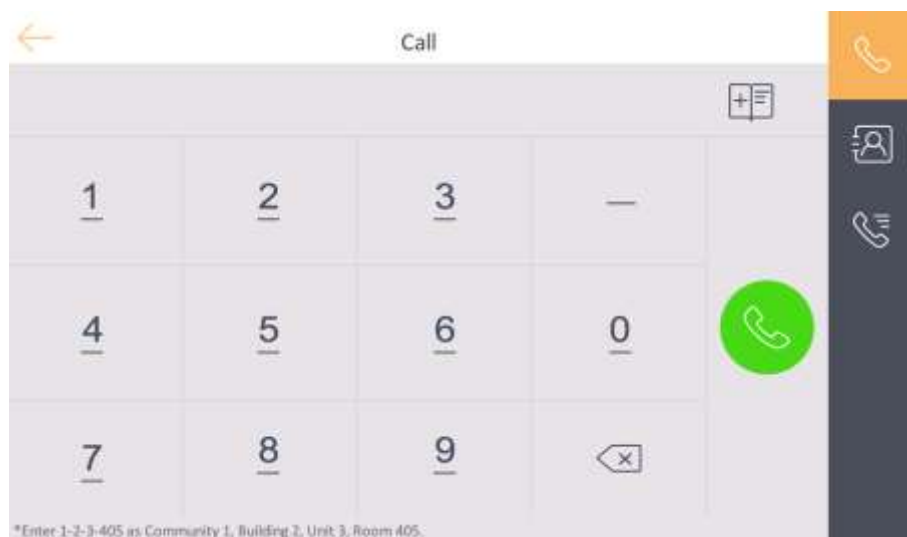 Call
1 2 3 —
4 5 6 0
7 8 9
*Enter 1-2-3-405 as Community 1, Building 2, Unit 3, Room 405.